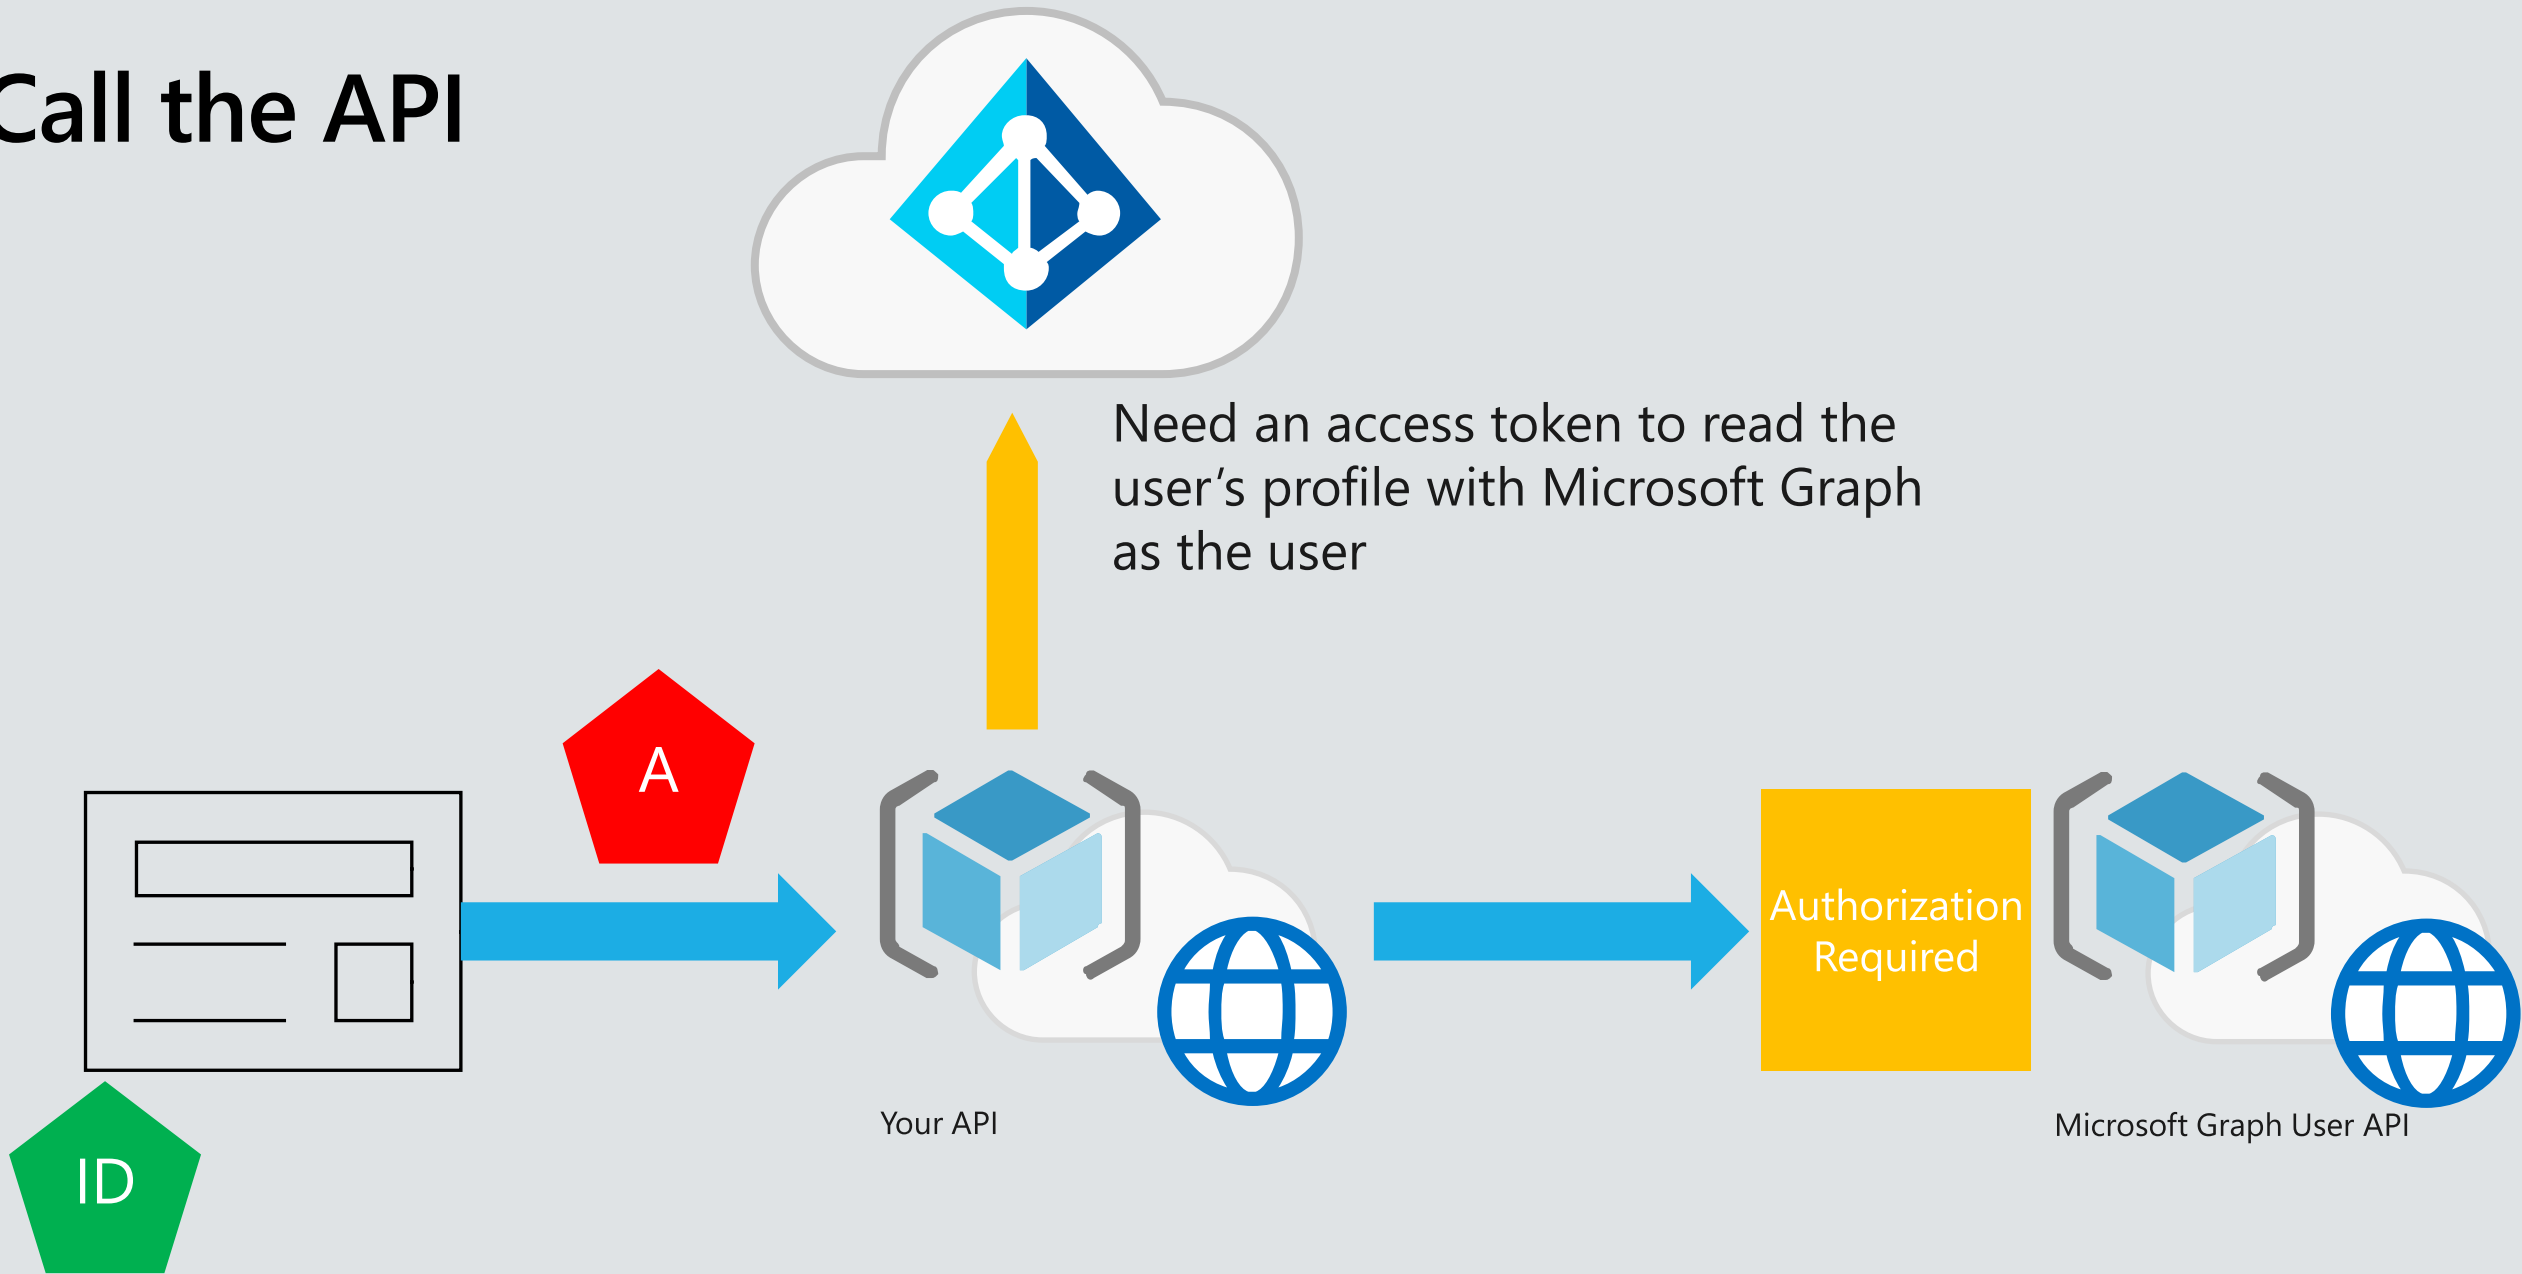 Call the API
Need an access token to read the
user’s profile with Microsoft Graph
as the user
A
Authorization
Required
Your API
Microsoft Graph User API
ID